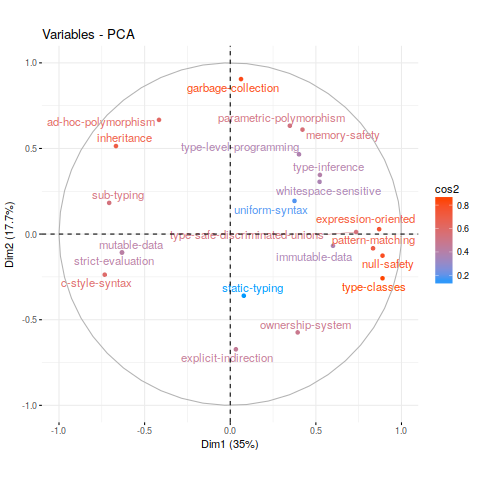 Variables - PCA
1.0
garbage-collection
ad-hoc-polymorphism
parametric-polymorphism
inheritance
memory-safety
0.5
type-level-programming
type-inference
sub-typing
whitespace-sensitive
uniform-syntax
expression-oriented
0.0
type-safe-discriminated-unions
pattern-matching
mutable-data
strict-evaluation
immutable-data
null-safety
c-style-syntax
static-typing
type-classes
-0.5
ownership-system
explicit-indirection
-1.0
-1.0 -0.5 0.0 0.5 1.0
Dim1 (35%)
Dim2 (17.7%)
cos2
0.8
0.6
0.4
0.2